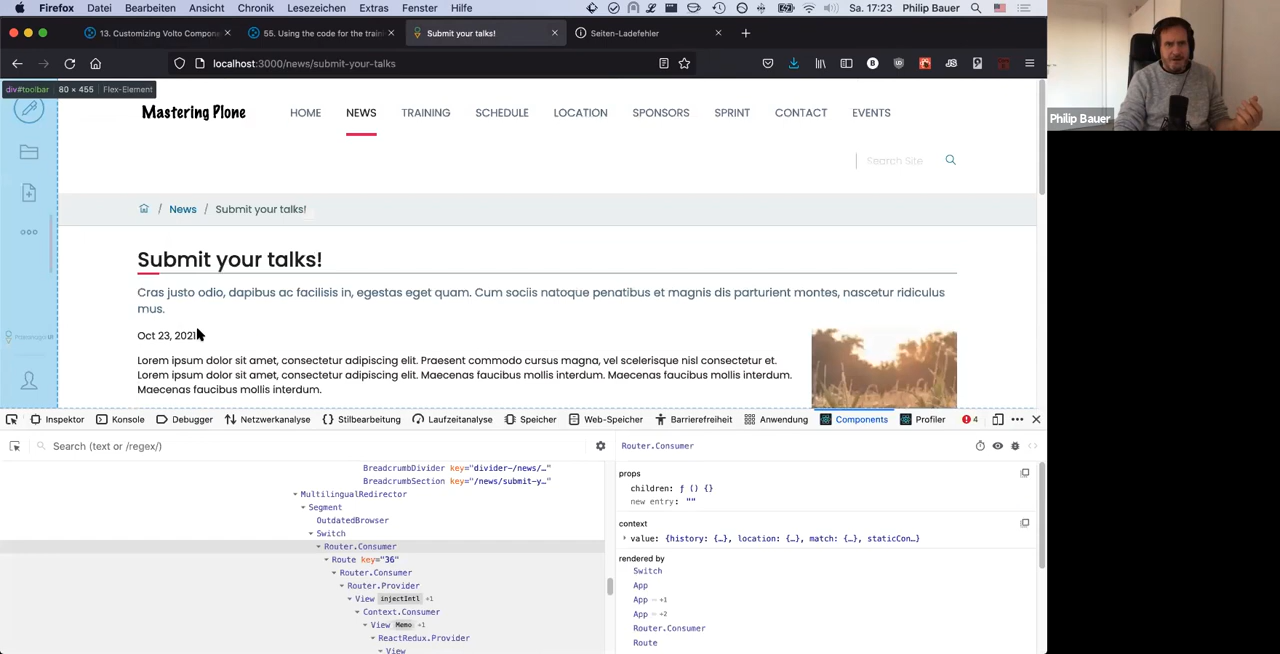 Firefox Datei Bearbeiten Ansicht Chronik Lesezeichen Extras Fenster Hilfe Sa. 17:23 Philip Bauer
13. Customizing Volto Compone 55. Using the code for the train Submit your talks! Seiten-Ladefehler
localhost:3000/news/submit-your-talks
div#toolbar 80 × 455 Flex-Element
Philip Bauer
Mastering Plone HOME NEWS TRAINING SCHEDULE LOCATION SPONSORS SPRINT CONTACT EVENTS
Search Site
/ News / Submit your talks!
Submit your talks!
Cras justo odio, dapibus ac facilisis in, egestas eget quam. Cum sociis natoque penatibus et magnis dis parturient montes, nascetur ridiculus
mus.
Oct 23, 2021
Lorem ipsum dolor sit amet, consectetur adipiscing elit. Praesent commodo cursus magna, vel scelerisque nisl consectetur et.
Lorem ipsum dolor sit amet, consectetur adipiscing elit. Maecenas faucibus mollis interdum. Maecenas faucibus mollis interdum.
Maecenas faucibus mollis interdum.
Inspektor Konsole Debugger Netzwerkanalyse Stilbearbeitung Laufzeitanalyse Speicher Web-Speicher Barrierefreiheit Anwendung Components Profiler 4
Search (text or /regex/)
BreadcrumbDivider key="divider-/news/…"
BreadcrumbSection key="/news/submit-y…"
MultilingualRedirector
Segment
OutdatedBrowser
Switch
Router.Consumer
Route key="36"
Router.Consumer
Router.Provider
View injectIntl +1
Context.Consumer
View Memo +1
ReactRedux.Provider
View
Router.Consumer
props
children: ƒ () {}
new entry: ""
context
value: {history: {…}, location: {…}, match: {…}, staticCon…}
rendered by
Switch
App
App +1
App +2
Router.Consumer
Route